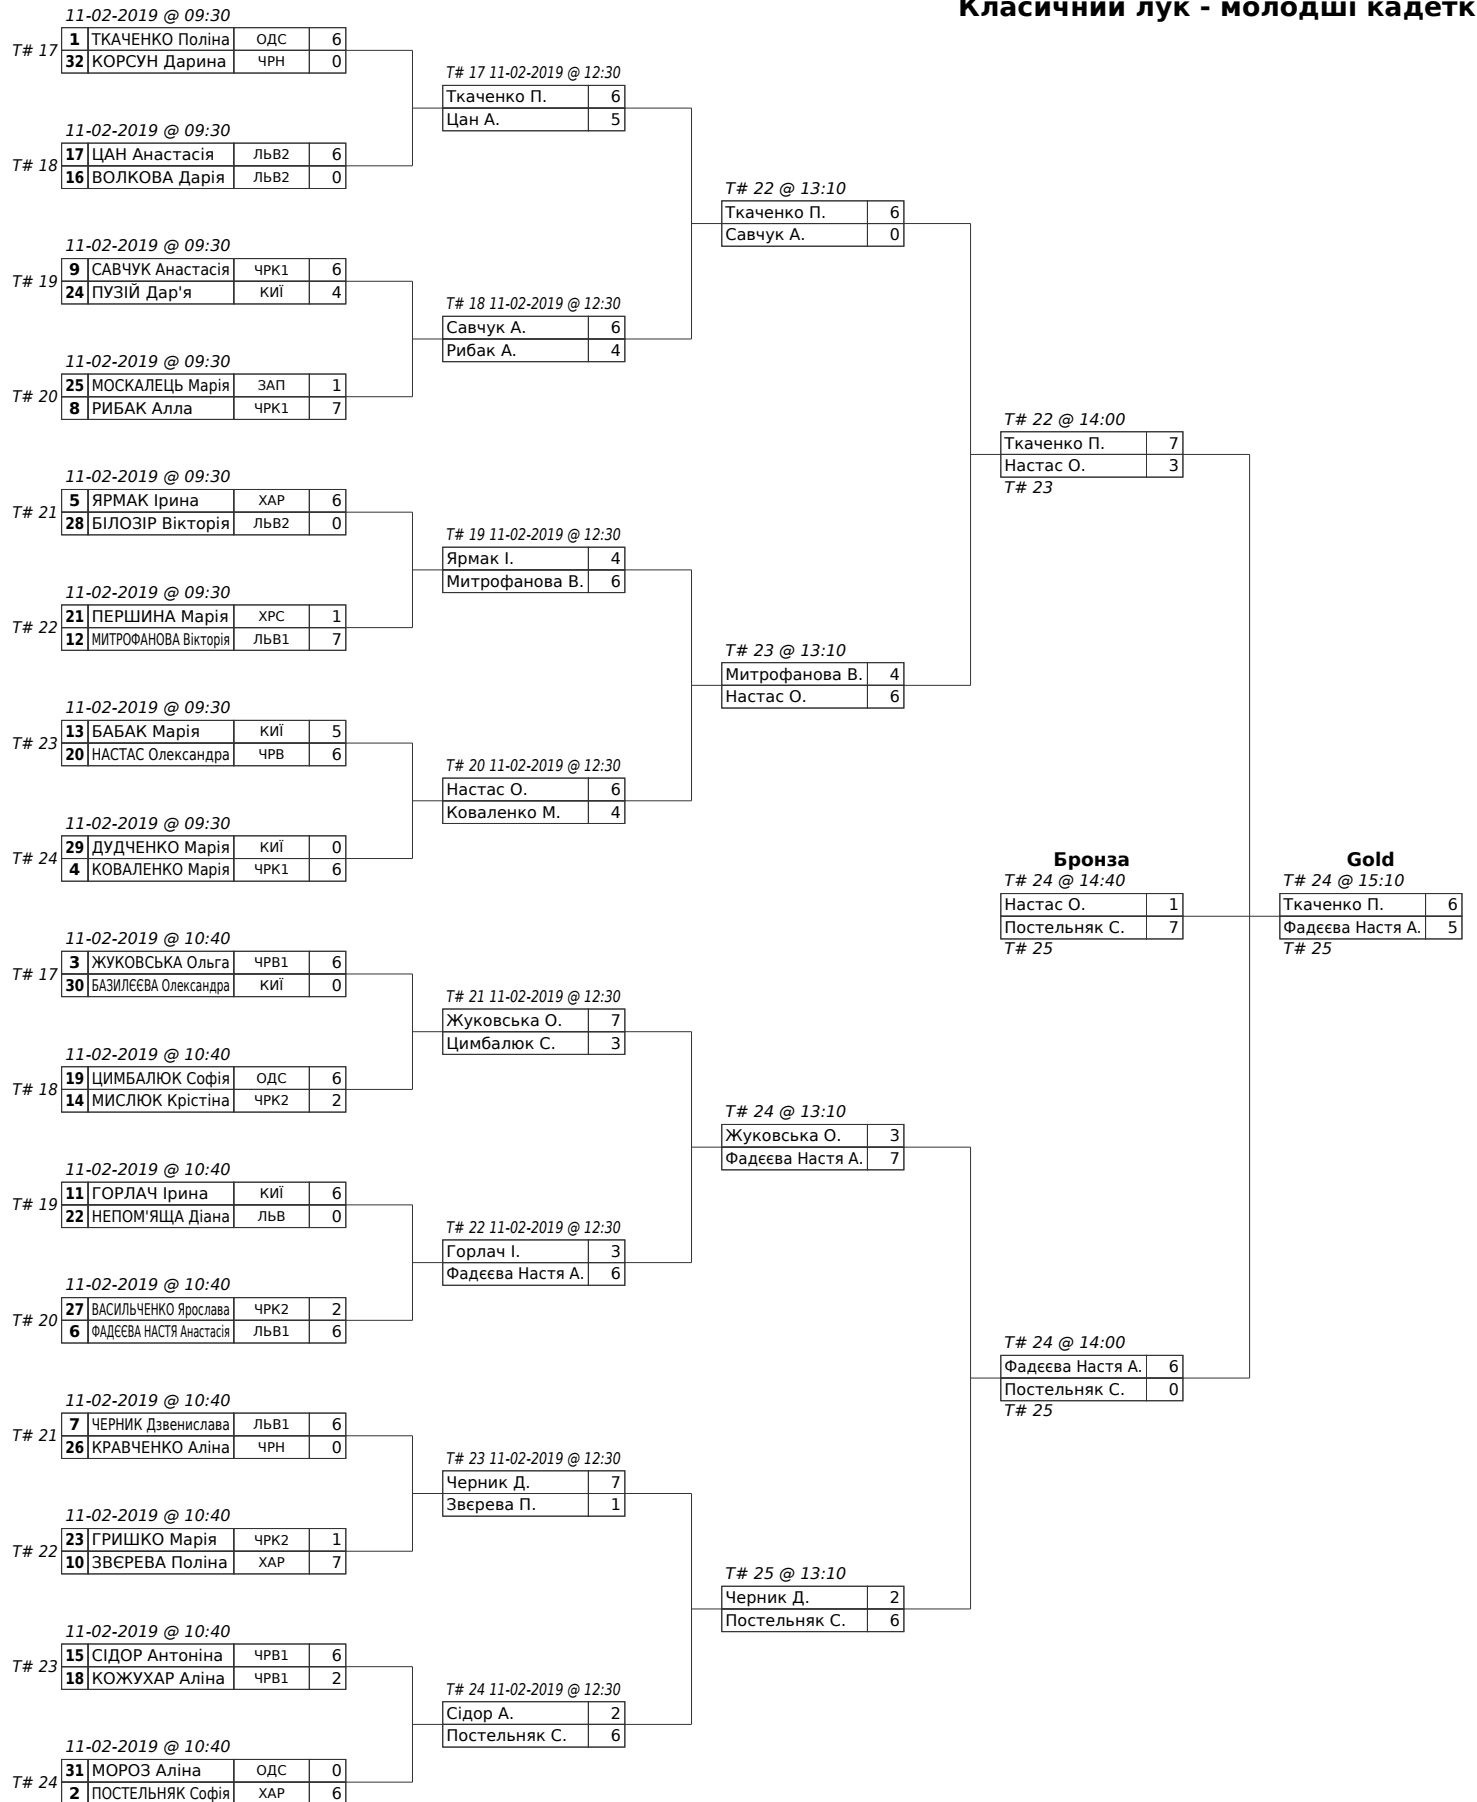 Класичний лук - молодші кадетк
11-02-2019 @ 09:30
T# 17
1 ТКАЧЕНКО Поліна ОДС 6
32 КОРСУН Дарина ЧРН 0
11-02-2019 @ 09:30
T# 18
17 ЦАН Анастасія ЛЬВ2 6
16 ВОЛКОВА Дарія ЛЬВ2 0
11-02-2019 @ 09:30
T# 19
9 САВЧУК Анастасія ЧРК1 6
24 ПУЗІЙ Дар'я КИЇ 4
11-02-2019 @ 09:30
T# 20
25 МОСКАЛЕЦЬ Марія ЗАП 1
8 РИБАК Алла ЧРК1 7
11-02-2019 @ 09:30
T# 21
5 ЯРМАК Ірина ХАР 6
28 БІЛОЗІР Вікторія ЛЬВ2 0
11-02-2019 @ 09:30
T# 22
21 ПЕРШИНА Марія ХРС 1
12 МИТРОФАНОВА Вікторія ЛЬВ1 7
11-02-2019 @ 09:30
T# 23
13 БАБАК Марія КИЇ 5
20 НАСТАС Олександра ЧРВ 6
11-02-2019 @ 09:30
T# 24
29 ДУДЧЕНКО Марія КИЇ 0
4 КОВАЛЕНКО Марія ЧРК1 6
11-02-2019 @ 10:40
T# 17
3 ЖУКОВСЬКА Ольга ЧРВ1 6
30 БАЗИЛЄЄВА Олександра КИЇ 0
11-02-2019 @ 10:40
T# 18
19 ЦИМБАЛЮК Софія ОДС 6
14 МИСЛЮК Крістіна ЧРК2 2
11-02-2019 @ 10:40
T# 19
11 ГОРЛАЧ Ірина КИЇ 6
22 НЕПОМ'ЯЩА Діана ЛЬВ 0
11-02-2019 @ 10:40
T# 20
27 ВАСИЛЬЧЕНКО Ярослава ЧРК2 2
6 ФАДЄЄВА НАСТЯ Анастасія ЛЬВ1 6
11-02-2019 @ 10:40
T# 21
7 ЧЕРНИК Дзвенислава ЛЬВ1 6
26 КРАВЧЕНКО Аліна ЧРН 0
11-02-2019 @ 10:40
T# 22
23 ГРИШКО Марія ЧРК2 1
10 ЗВЄРЕВА Поліна ХАР 7
11-02-2019 @ 10:40
T# 23
15 СІДОР Антоніна ЧРВ1 6
18 КОЖУХАР Аліна ЧРВ1 2
11-02-2019 @ 10:40
T# 24
31 МОРОЗ Аліна ОДС 0
2 ПОСТЕЛЬНЯК Софія ХАР 6
T# 17 11-02-2019 @ 12:30
Ткаченко П. 6
Цан А. 5
T# 18 11-02-2019 @ 12:30
Савчук А. 6
Рибак А. 4
T# 19 11-02-2019 @ 12:30
Ярмак І. 4
Митрофанова В. 6
T# 20 11-02-2019 @ 12:30
Настас О. 6
Коваленко М. 4
T# 21 11-02-2019 @ 12:30
Жуковська О. 7
Цимбалюк С. 3
T# 22 11-02-2019 @ 12:30
Горлач І. 3
Фадєєва Настя А. 6
T# 23 11-02-2019 @ 12:30
Черник Д. 7
Звєрева П. 1
T# 24 11-02-2019 @ 12:30
Сідор А. 2
Постельняк С. 6
T# 22 @ 13:10
Ткаченко П. 6
Савчук А. 0
T# 23 @ 13:10
Митрофанова В. 4
Настас О. 6
T# 24 @ 13:10
Жуковська О. 3
Фадєєва Настя А. 7
T# 25 @ 13:10
Черник Д. 2
Постельняк С. 6
T# 22 @ 14:00
Ткаченко П. 7
Настас О. 3
T# 23
Бронза
T# 24 @ 14:40
Настас О. 1
Постельняк С. 7
T# 25
T# 24 @ 14:00
Фадєєва Настя А. 6
Постельняк С. 0
T# 25
Gold
T# 24 @ 15:10
Ткаченко П. 6
Фадєєва Настя А. 5
T# 25